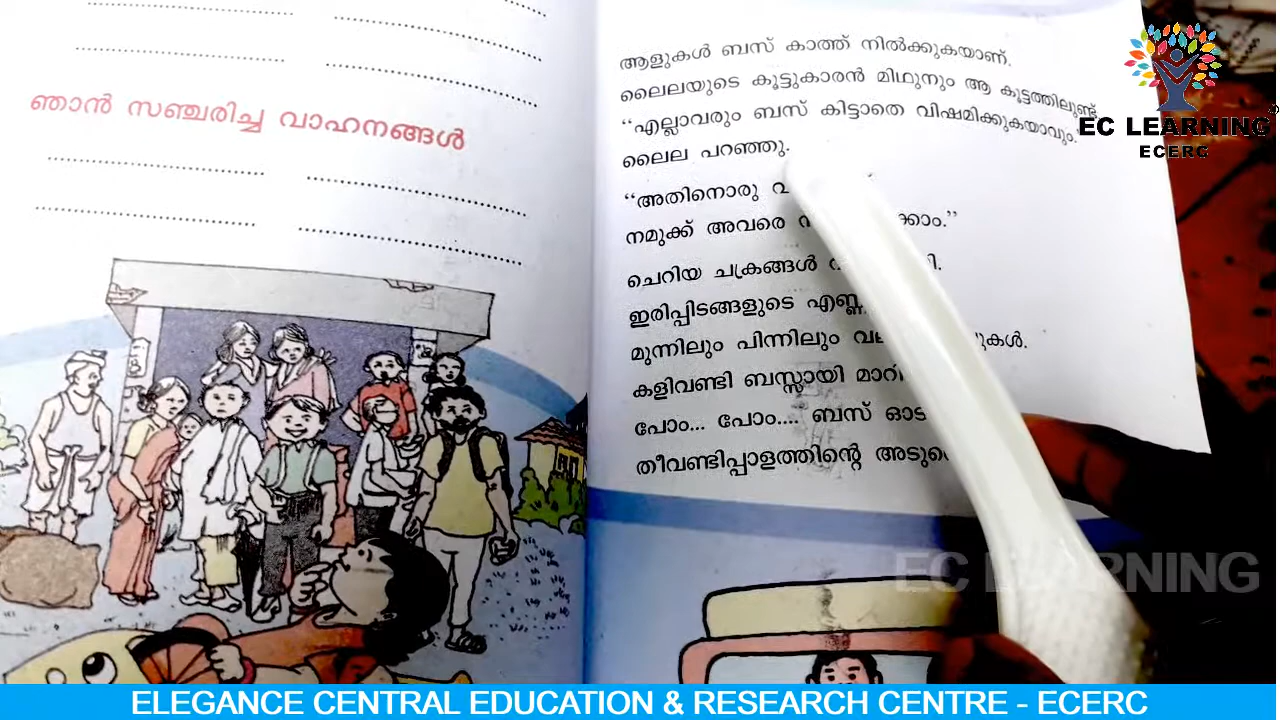 ഞാൻ സഞ്ചരിച്ച വാഹനങ്ങൾ
ആളുകൾ ബസ് കാത്ത് നിൽക്കുകയാണ്.
ലൈലയുടെ കൂട്ടുകാരൻ മിഥുനും ആ കൂട്ടത്തിലുണ്ട്
“എല്ലാവരും ബസ് കിട്ടാതെ വിഷമിക്കുകയാവും.”
ലൈല പറഞ്ഞു.
“അതിനൊരു
നമുക്ക് അവരെ
ചെറിയ ചക്രങ്ങൾ
ഇരിപ്പിടങ്ങളുടെ
മുന്നിലും പിന്നിലും
കളിവണ്ടി ബസ്സായി
പോം... പോം.... ബസ്
തീവണ്ടിപ്പാളത്തിന്റെ
EC LEARNING
ECERC
EC LEARNING
ELEGANCE CENTRAL EDUCATION & RESEARCH CENTRE - ECERC